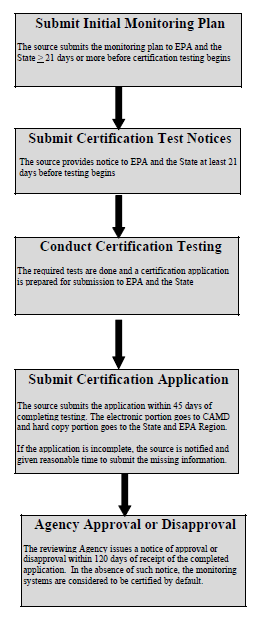 Submit Initial Monitoring Plan
The source submits the monitoring plan to EPA and the
State ≥ 21 days or more before certification testing begins
Submit Certification Test Notices
The source provides notice to EPA and the State at least 21
days before testing begins
Conduct Certification Testing
The required tests are done and a certification application
is prepared for submission to EPA and the State
Submit Certification Application
The source submits the application within 45 days of
completing testing. The electronic portion goes to CAMD
and hard copy portion goes to the State and EPA Region.
If the application is incomplete, the source is notified and
given reasonable time to submit the missing information.
Agency Approval or Disapproval
The reviewing Agency issues a notice of approval or
disapproval within 120 days of receipt of the completed
application. In the absence of such notice, the monitoring
systems are considered to be certified by default.